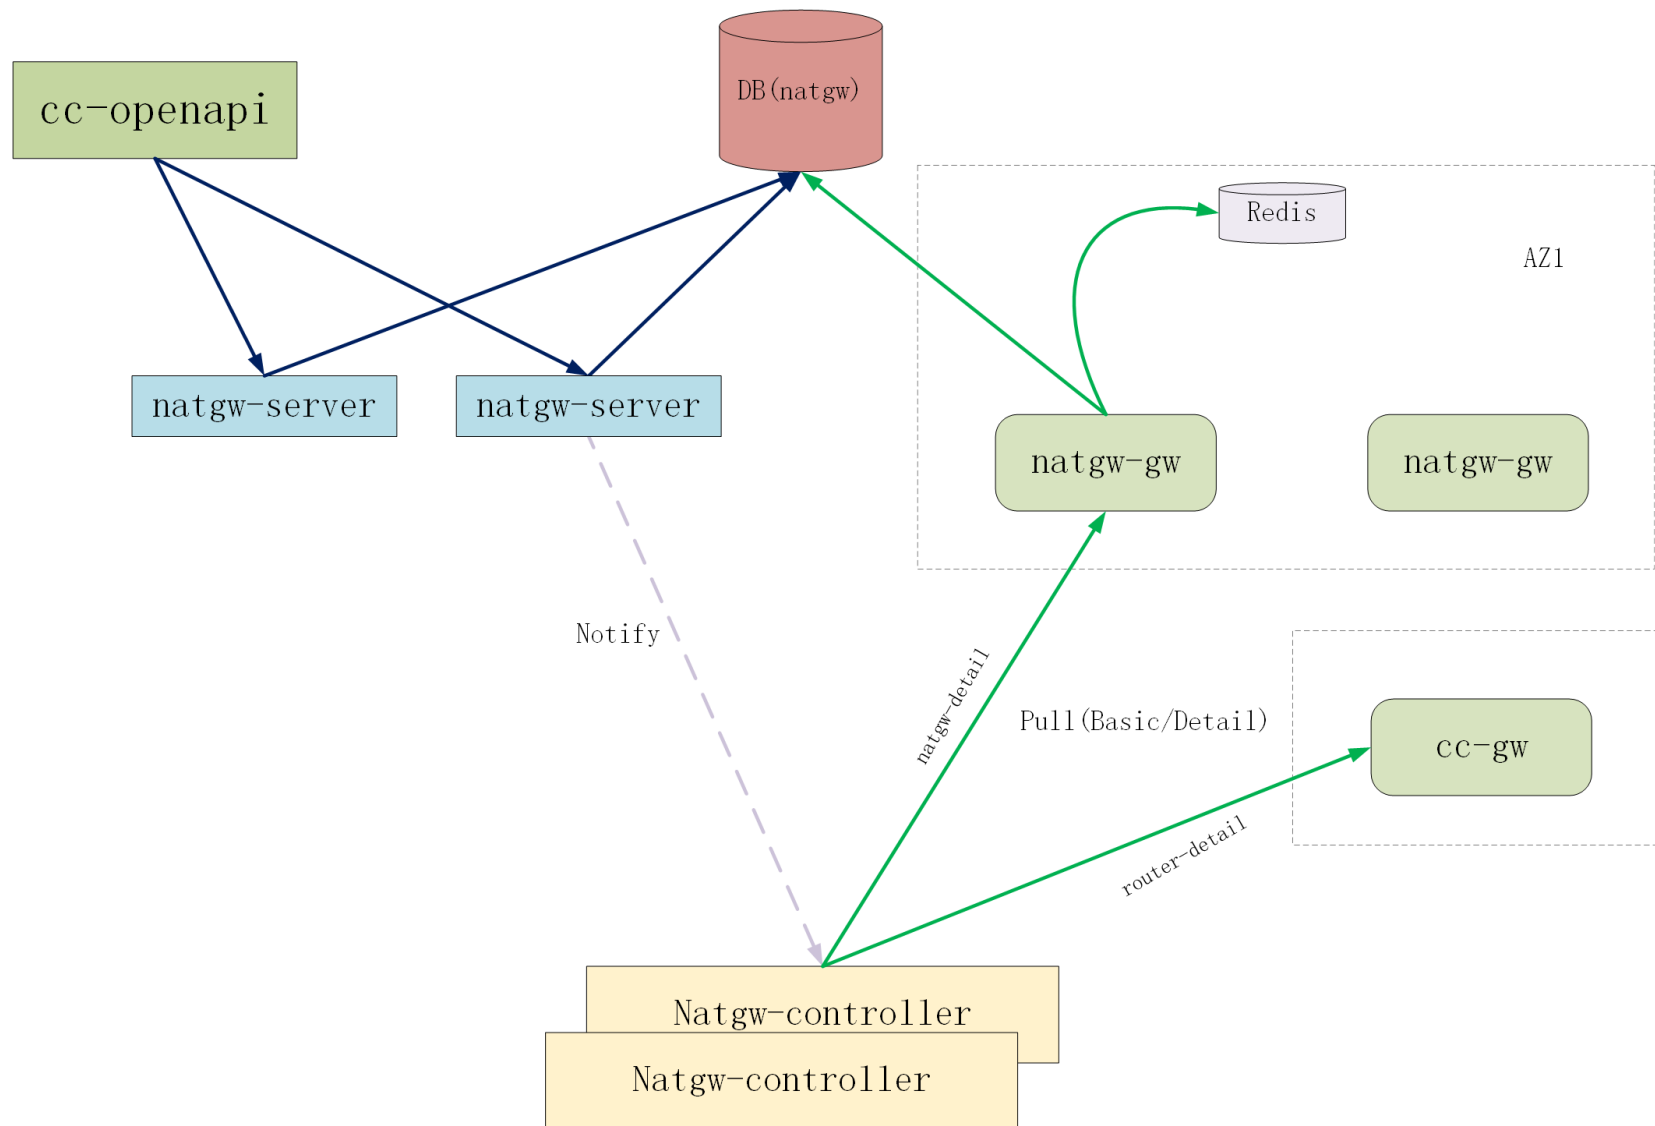 DB(natgw)
cc-openapi
Redis
AZ1
natgw-server
natgw-server
natgw-gw
natgw-gw
Notify
natgw-detail
Pull(Basic/Detail)
cc-gw
router-detail
Natgw-controller
Natgw-controller